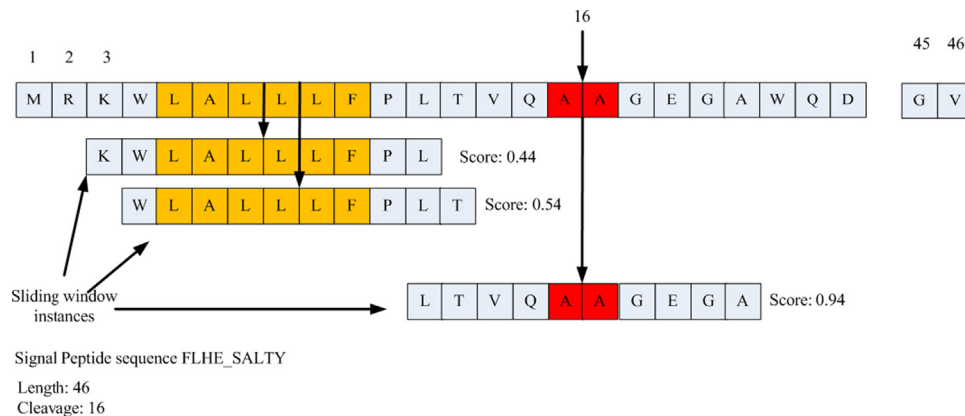 16
1 2 3 45 46
M R K W L A L L L F P L T V Q A A G E G A W Q D G V
K W L A L L L F P L Score: 0.44
W L A L L L F P L T Score: 0.54
Sliding window
instances
L T V Q A A G E G A Score: 0.94
Signal Peptide sequence FLHE_SALTY
Length: 46
Cleavage: 16